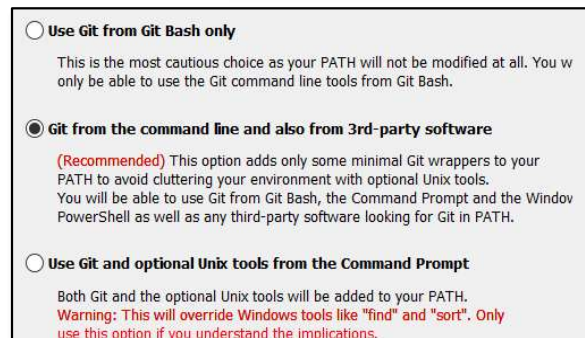 Use Git from Git Bash only
This is the most cautious choice as your PATH will not be modified at all. You w
only be able to use the Git command line tools from Git Bash.
Git from the command line and also from 3rd-party software
(Recommended) This option adds only some minimal Git wrappers to your
PATH to avoid cluttering your environment with optional Unix tools.
You will be able to use Git from Git Bash, the Command Prompt and the Window
PowerShell as well as any third-party software looking for Git in PATH.
Use Git and optional Unix tools from the Command Prompt
Both Git and the optional Unix tools will be added to your PATH.
Warning: This will override Windows tools like "find" and "sort". Only
use this option if you understand the implications.